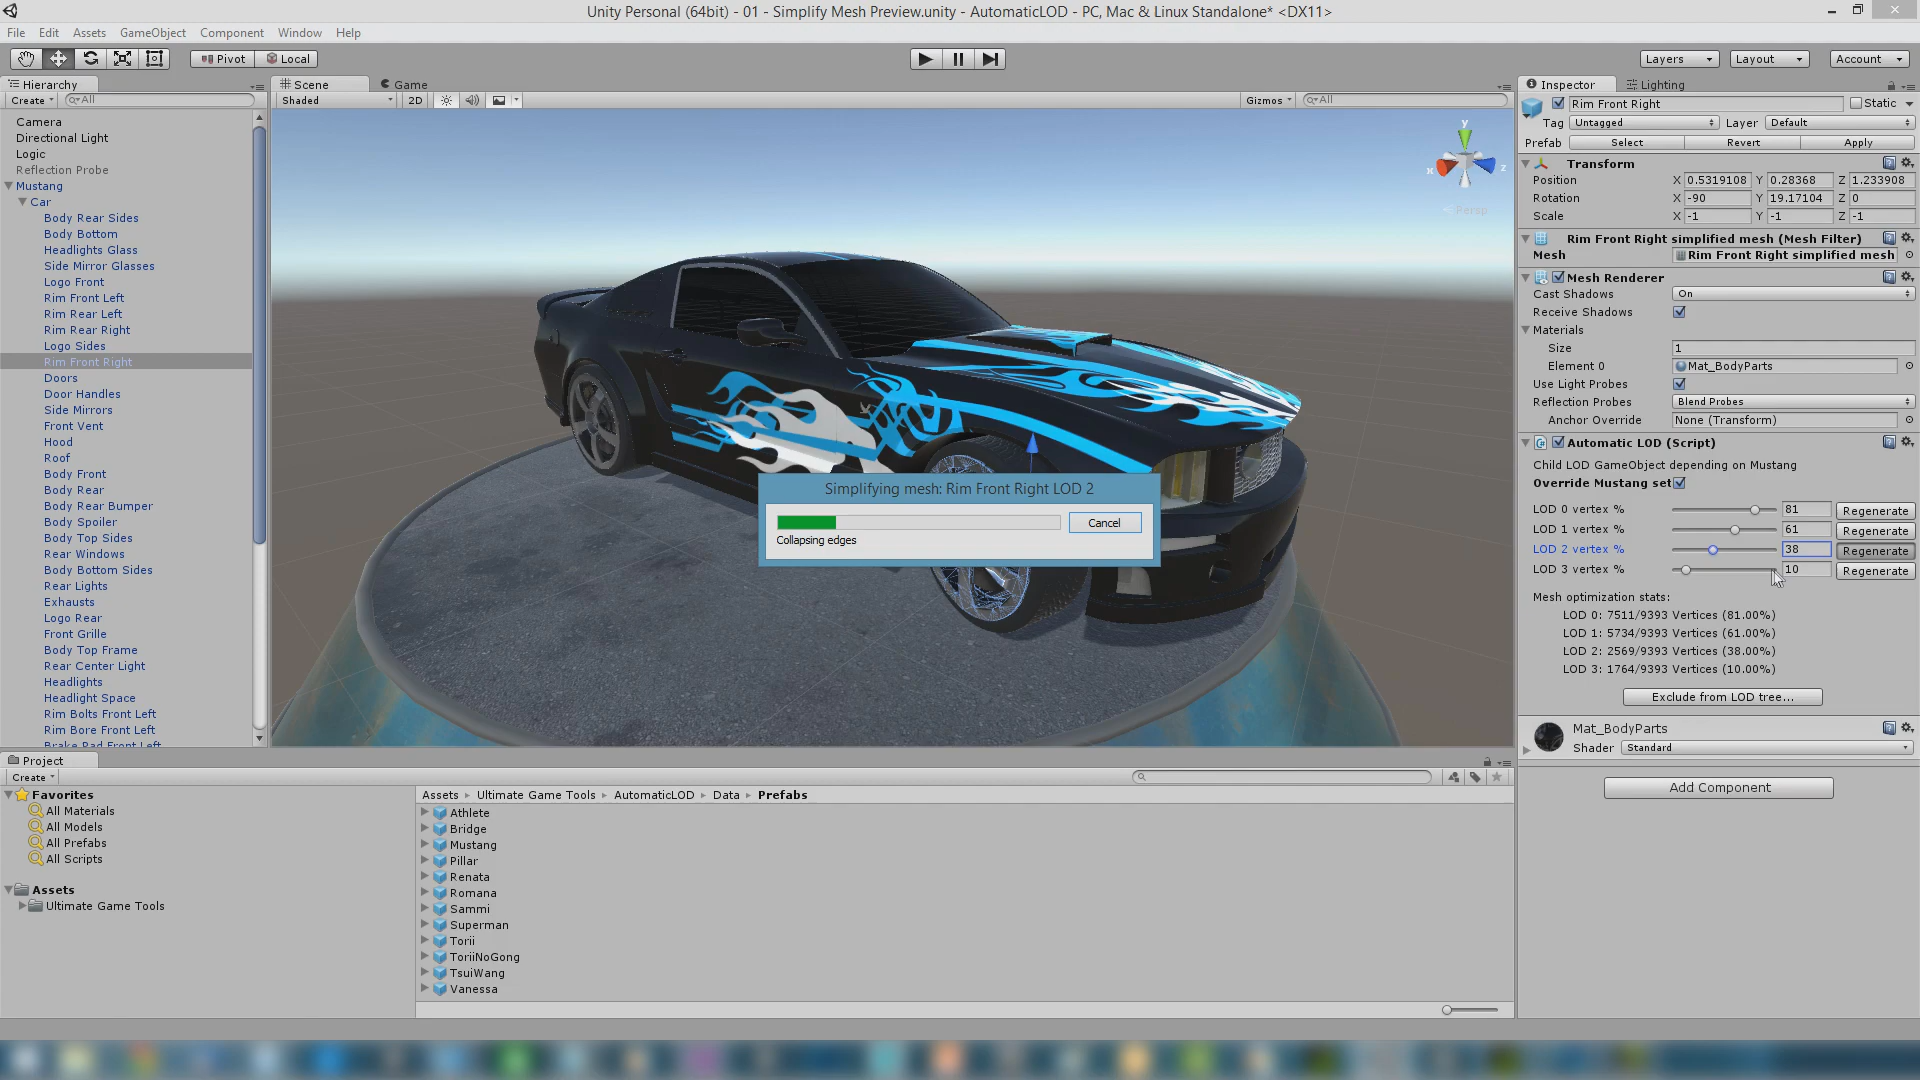 Unity Personal (64bit) - 01 - Simplify Mesh Preview.unity - AutomaticLOD - PC, Mac & Linux Standalone* <DX11>
File Edit Assets GameObject Component Window Help
Pivot Local Layers Layout Account
Hierarchy
Create All
Camera
Directional Light
Logic
Reflection Probe
Mustang
Car
Body Rear Sides
Body Bottom
Headlights Glass
Side Mirror Glasses
Logo Front
Rim Front Left
Rim Rear Left
Rim Rear Right
Logo Sides
Rim Front Right
Doors
Door Handles
Side Mirrors
Front Vent
Hood
Roof
Body Front
Body Rear
Body Rear Bumper
Body Spoiler
Body Top Sides
Rear Windows
Body Bottom Sides
Rear Lights
Exhausts
Logo Rear
Front Grille
Body Top Frame
Rear Center Light
Headlights
Headlight Space
Rim Bolts Front Left
Rim Bore Front Left
Brake Pad Front Left
Scene Game
Shaded 2D Gizmos All
y
x z
Persp
Simplifying mesh: Rim Front Right LOD 2
Cancel
Collapsing edges
Inspector Lighting
Rim Front Right Static
Tag Untagged Layer Default
Prefab Select Revert Apply
Transform
Position X 0.5319108 Y 0.28368 Z 1.233908
Rotation X -90 Y 19.17104 Z 0
Scale X -1 Y -1 Z -1
Rim Front Right simplified mesh (Mesh Filter)
Mesh Rim Front Right simplified mesh
Mesh Renderer
Cast Shadows On
Receive Shadows
Materials
Size 1
Element 0 Mat_BodyParts
Use Light Probes
Reflection Probes Blend Probes
Anchor Override None (Transform)
Automatic LOD (Script)
Child LOD GameObject depending on Mustang
Override Mustang set
LOD 0 vertex % 81 Regenerate
LOD 1 vertex % 61 Regenerate
LOD 2 vertex % 38 Regenerate
LOD 3 vertex % 10 Regenerate
Mesh optimization stats:
LOD 0: 7511/9393 Vertices (81.00%)
LOD 1: 5734/9393 Vertices (61.00%)
LOD 2: 2569/9393 Vertices (38.00%)
LOD 3: 1764/9393 Vertices (10.00%)
Exclude from LOD tree...
Mat_BodyParts
Shader Standard
Add Component
Project
Create
Favorites
All Materials
All Models
All Prefabs
All Scripts
Assets
Ultimate Game Tools
Assets Ultimate Game Tools AutomaticLOD Data Prefabs
Athlete
Bridge
Mustang
Pillar
Renata
Romana
Sammi
Superman
Torii
ToriiNoGong
TsuiWang
Vanessa